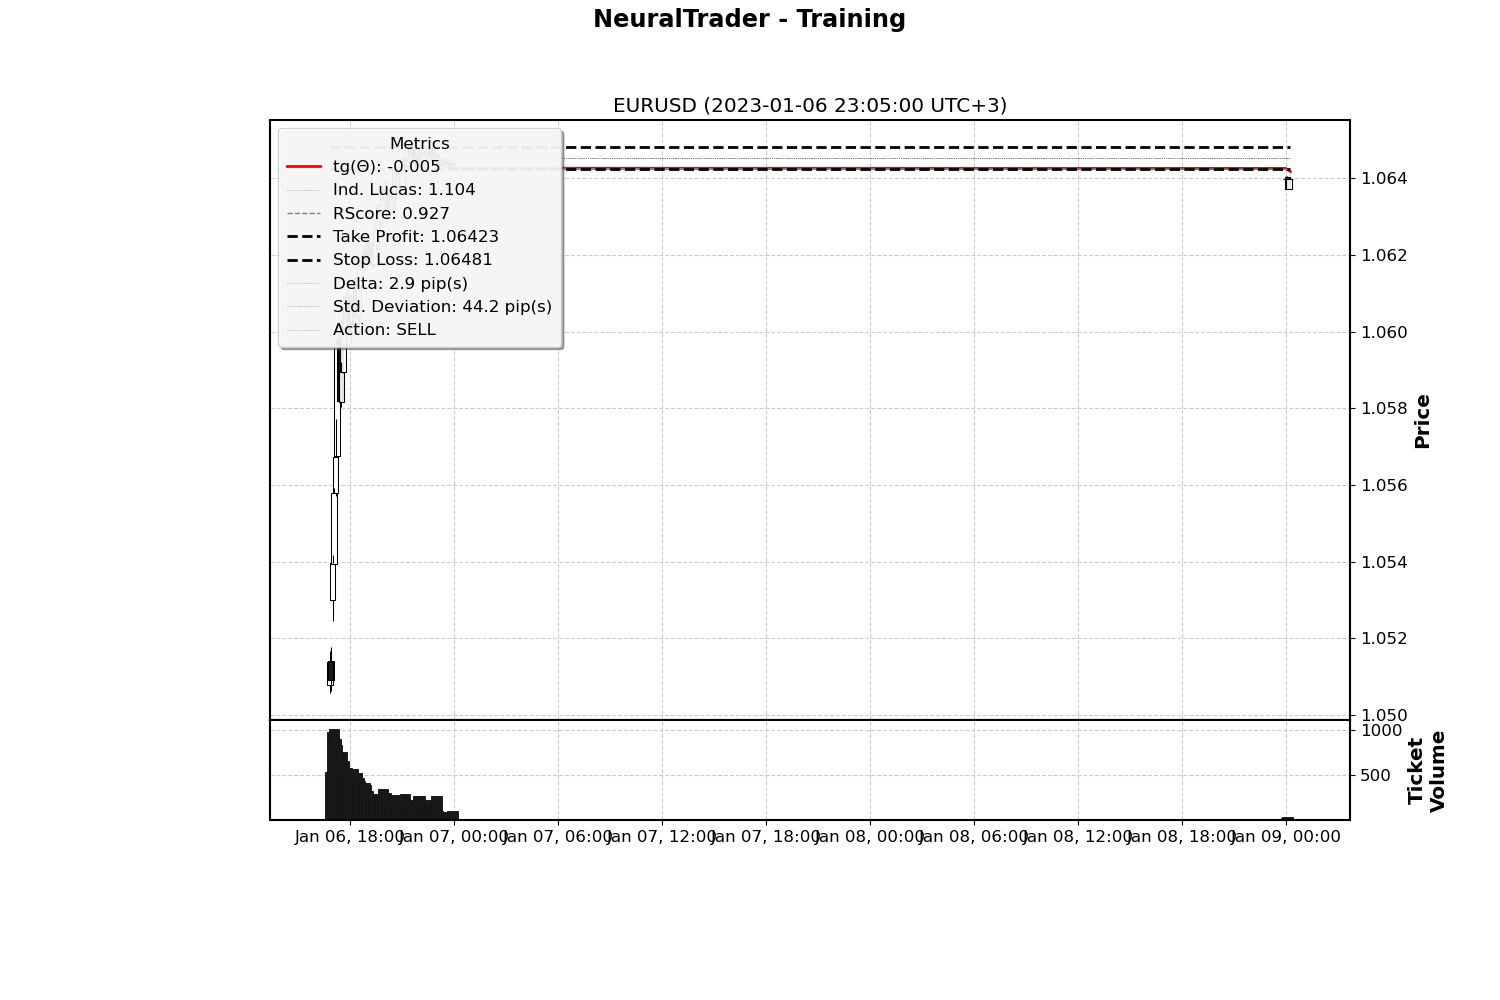 NeuralTrader - Training
EURUSD (2023-01-06 23:05:00 UTC+3)
Metrics
tg(Θ): -0.005
Ind. Lucas: 1.104
RScore: 0.927
Take Profit: 1.06423
Stop Loss: 1.06481
Delta: 2.9 pip(s)
Std. Deviation: 44.2 pip(s)
Action: SELL
1.064
1.062
1.060
1.058
1.056
1.054
1.052
1.050
Price
1000
500
Ticket
Volume
Jan 06, 18:00
Jan 07, 00:00
Jan 07, 06:00
Jan 07, 12:00
Jan 07, 18:00
Jan 08, 00:00
Jan 08, 06:00
Jan 08, 12:00
Jan 08, 18:00
Jan 09, 00:00